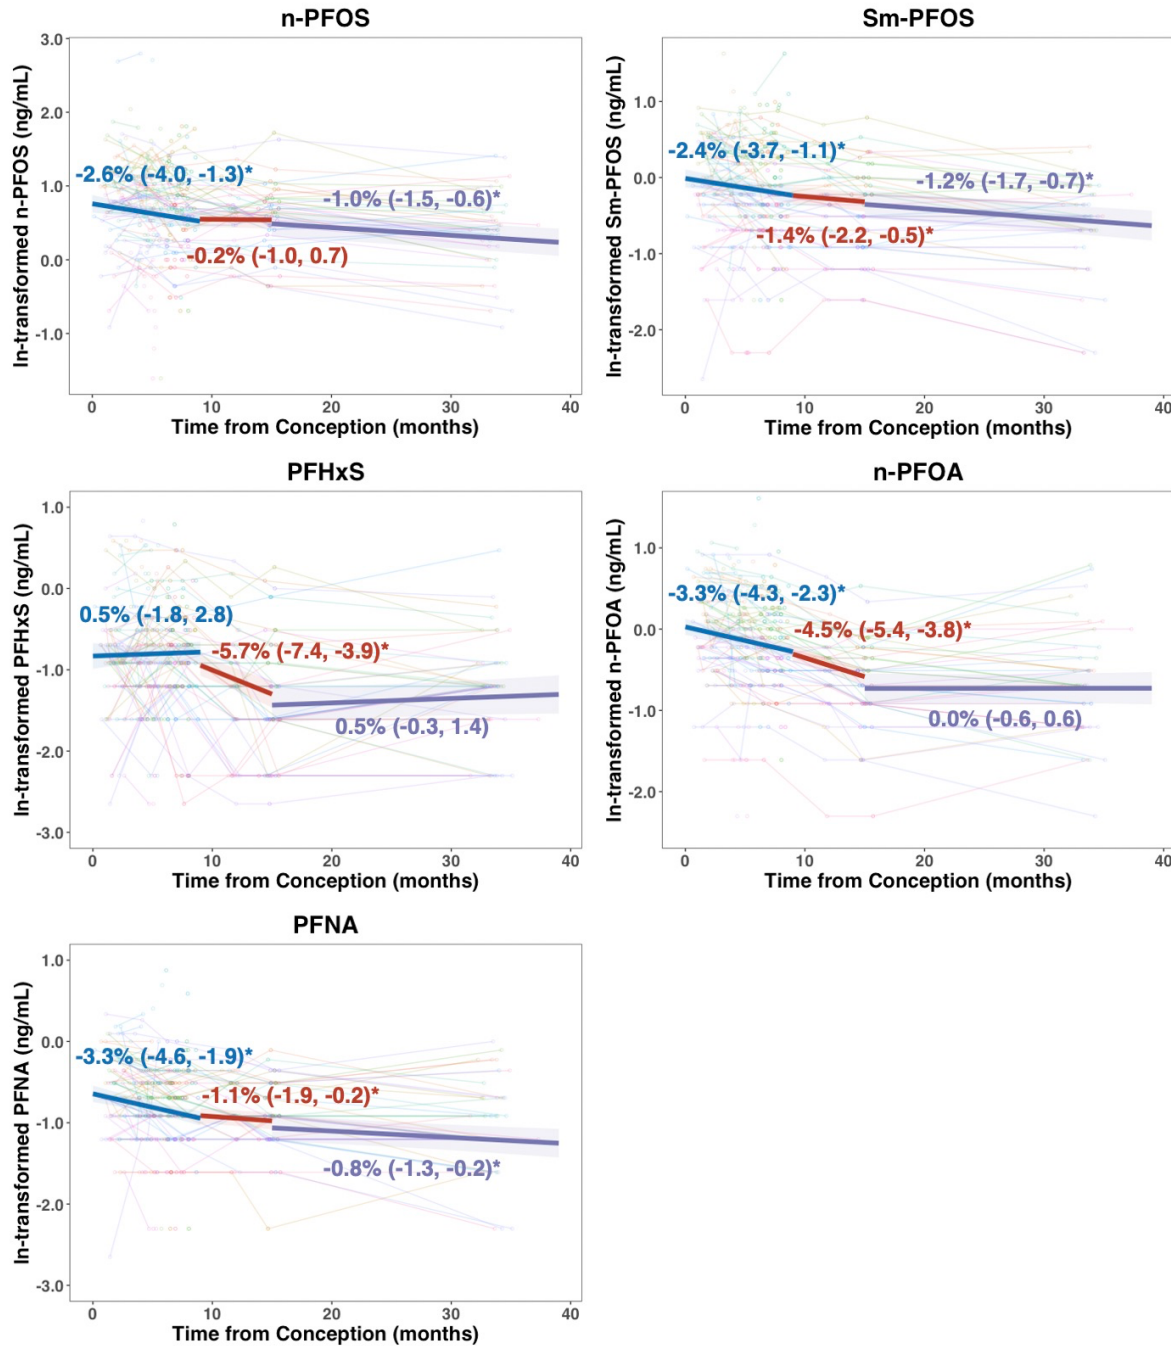 n-PFOS
ln-transformed n-PFOS (ng/mL)
3.0
2.0
1.0
0.0
-1.0
-2.6% (-4.0, -1.3)*
-1.0% (-1.5, -0.6)*
-0.2% (-1.0, 0.7)
0 10 20 30 40
Time from Conception (months)
Sm-PFOS
ln-transformed Sm-PFOS (ng/mL)
1.0
0.0
-1.0
-2.0
-2.4% (-3.7, -1.1)*
-1.2% (-1.7, -0.7)*
-1.4% (-2.2, -0.5)*
0 10 20 30 40
Time from Conception (months)
PFHxS
ln-transformed PFHxS (ng/mL)
1.0
0.0
-1.0
-2.0
-3.0
0.5% (-1.8, 2.8)
-5.7% (-7.4, -3.9)*
0.5% (-0.3, 1.4)
0 10 20 30 40
Time from Conception (months)
n-PFOA
ln-transformed n-PFOA (ng/mL)
1.0
0.0
-1.0
-2.0
-3.3% (-4.3, -2.3)*
-4.5% (-5.4, -3.8)*
0.0% (-0.6, 0.6)
0 10 20 30 40
Time from Conception (months)
PFNA
ln-transformed PFNA (ng/mL)
1.0
0.0
-1.0
-2.0
-3.0
-3.3% (-4.6, -1.9)*
-1.1% (-1.9, -0.2)*
-0.8% (-1.3, -0.2)*
0 10 20 30 40
Time from Conception (months)